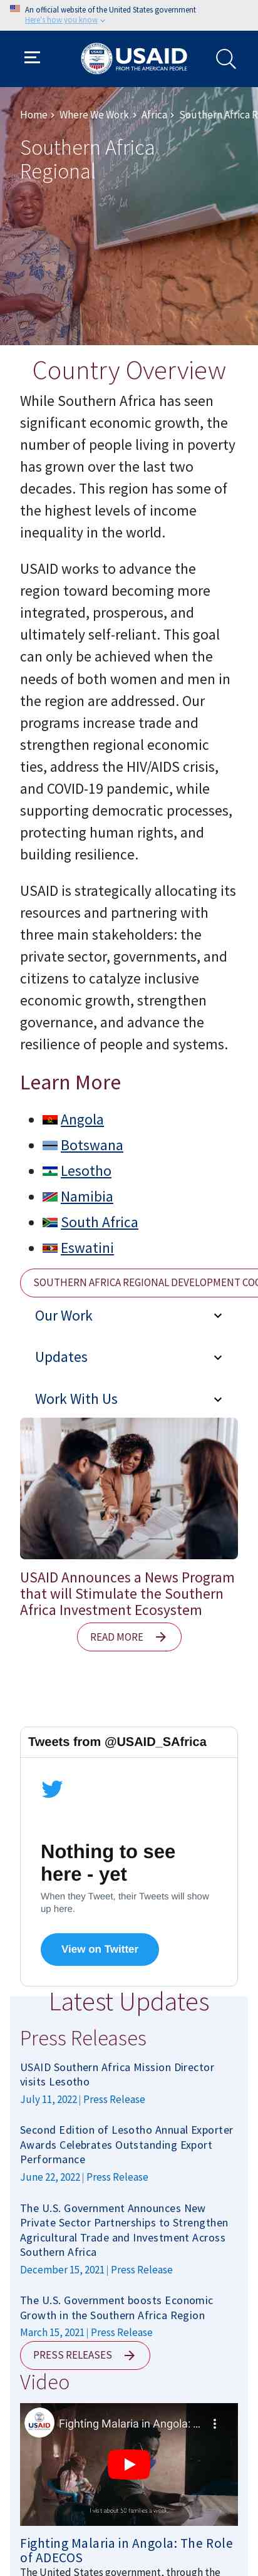 An official website of the United States government
Here's how you know
USAID
FROM THE AMERICAN PEOPLE
Home › Where We Work › Africa › Southern Africa R
Southern Africa
Regional
Country Overview
While Southern Africa has seen
significant economic growth, the
number of people living in poverty
has grown over the last two
decades. This region has some of
the highest levels of income
inequality in the world.
USAID works to advance the
region toward becoming more
integrated, prosperous, and
ultimately self-reliant. This goal
can only be achieved when the
needs of both women and men in
the region are addressed. Our
programs increase trade and
strengthen regional economic
ties, address the HIV/AIDS crisis,
and COVID-19 pandemic, while
supporting democratic processes,
protecting human rights, and
building resilience.
USAID is strategically allocating its
resources and partnering with
three main stakeholders: the
private sector, governments, and
citizens to catalyze inclusive
economic growth, strengthen
governance, and advance the
resilience of people and systems.
Learn More
Angola
Botswana
Lesotho
Namibia
South Africa
Eswatini
SOUTHERN AFRICA REGIONAL DEVELOPMENT COO
Our Work
Updates
Work With Us
USAID Announces a News Program
that will Stimulate the Southern
Africa Investment Ecosystem
READ MORE
Tweets from @USAID_SAfrica
Nothing to see
here - yet
When they Tweet, their Tweets will show
up here.
View on Twitter
Latest Updates
Press Releases
USAID Southern Africa Mission Director
visits Lesotho
July 11, 2022 | Press Release
Second Edition of Lesotho Annual Exporter
Awards Celebrates Outstanding Export
Performance
June 22, 2022 | Press Release
The U.S. Government Announces New
Private Sector Partnerships to Strengthen
Agricultural Trade and Investment Across
Southern Africa
December 15, 2021 | Press Release
The U.S. Government boosts Economic
Growth in the Southern Africa Region
March 15, 2021 | Press Release
PRESS RELEASES
Video
USAID
Fighting Malaria in Angola: ...
I visit about 50 families a week.
Fighting Malaria in Angola: The Role
of ADECOS
The United States government, through the